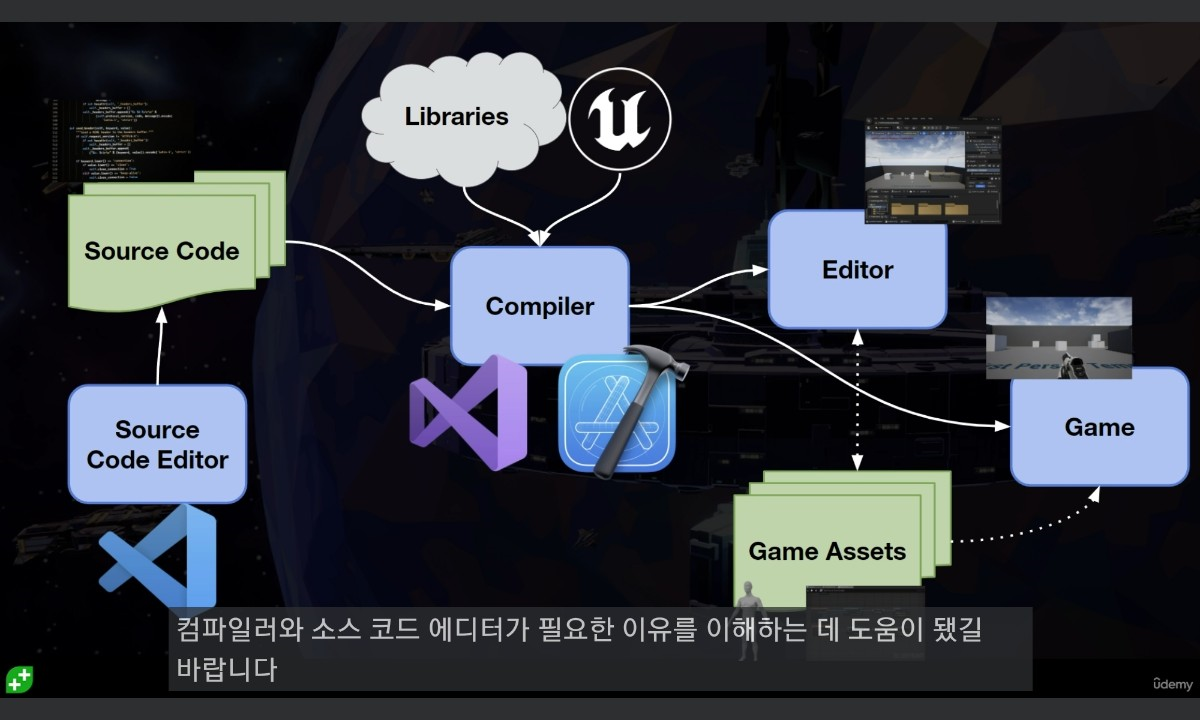 Libraries
Source Code
Editor
Compiler
Source
Code Editor
Game
Game Assets
컴파일러와 소스 코드 에디터가 필요한 이유를 이해하는 데 도움이 됐길
바랍니다
ûdemy